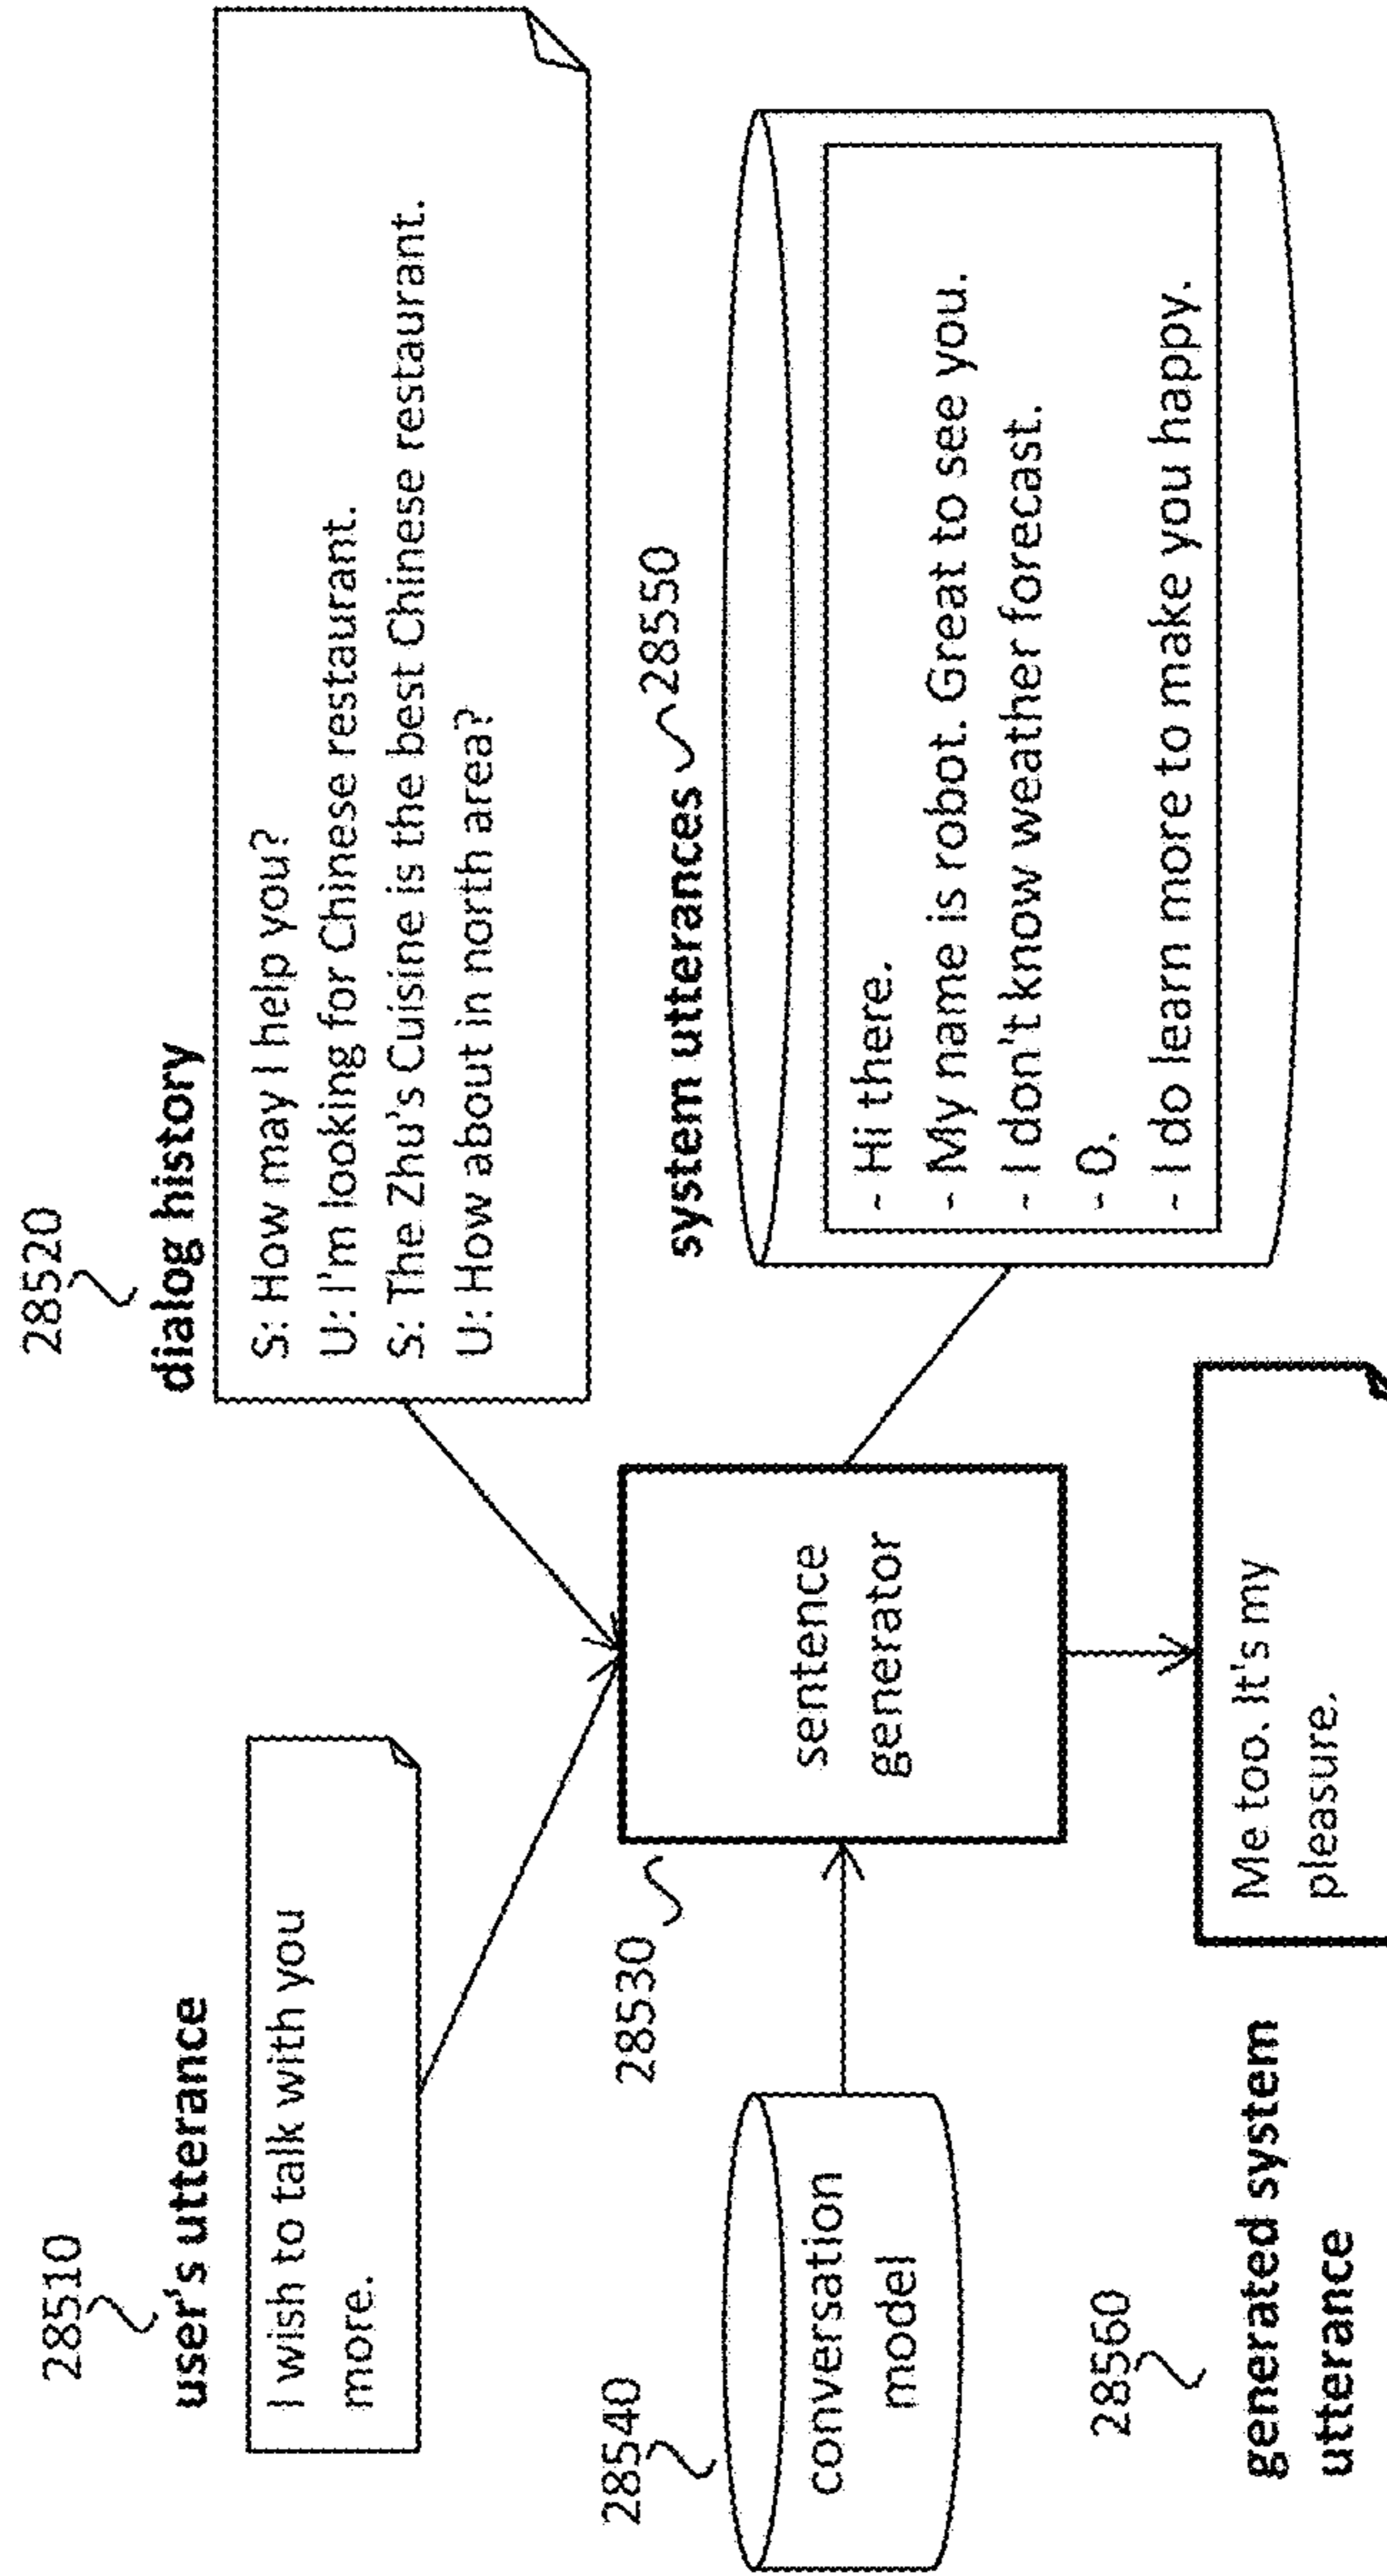 28510
user's utterance
I wish to talk with you
more.
28520
dialog history
S: How may I help you?
U: I'm looking for Chinese restaurant.
S: The Zhu's Cuisine is the best Chinese restaurant.
U: How about in north area?
28540
conversation
model
28530
sentence
generator
system utterances 28550
- Hi there.
- My name is robot. Great to see you.
- I don't know weather forecast.
- O.
- I do learn more to make you happy.
28560
generated system
utterance
Me too. It's my
pleasure.